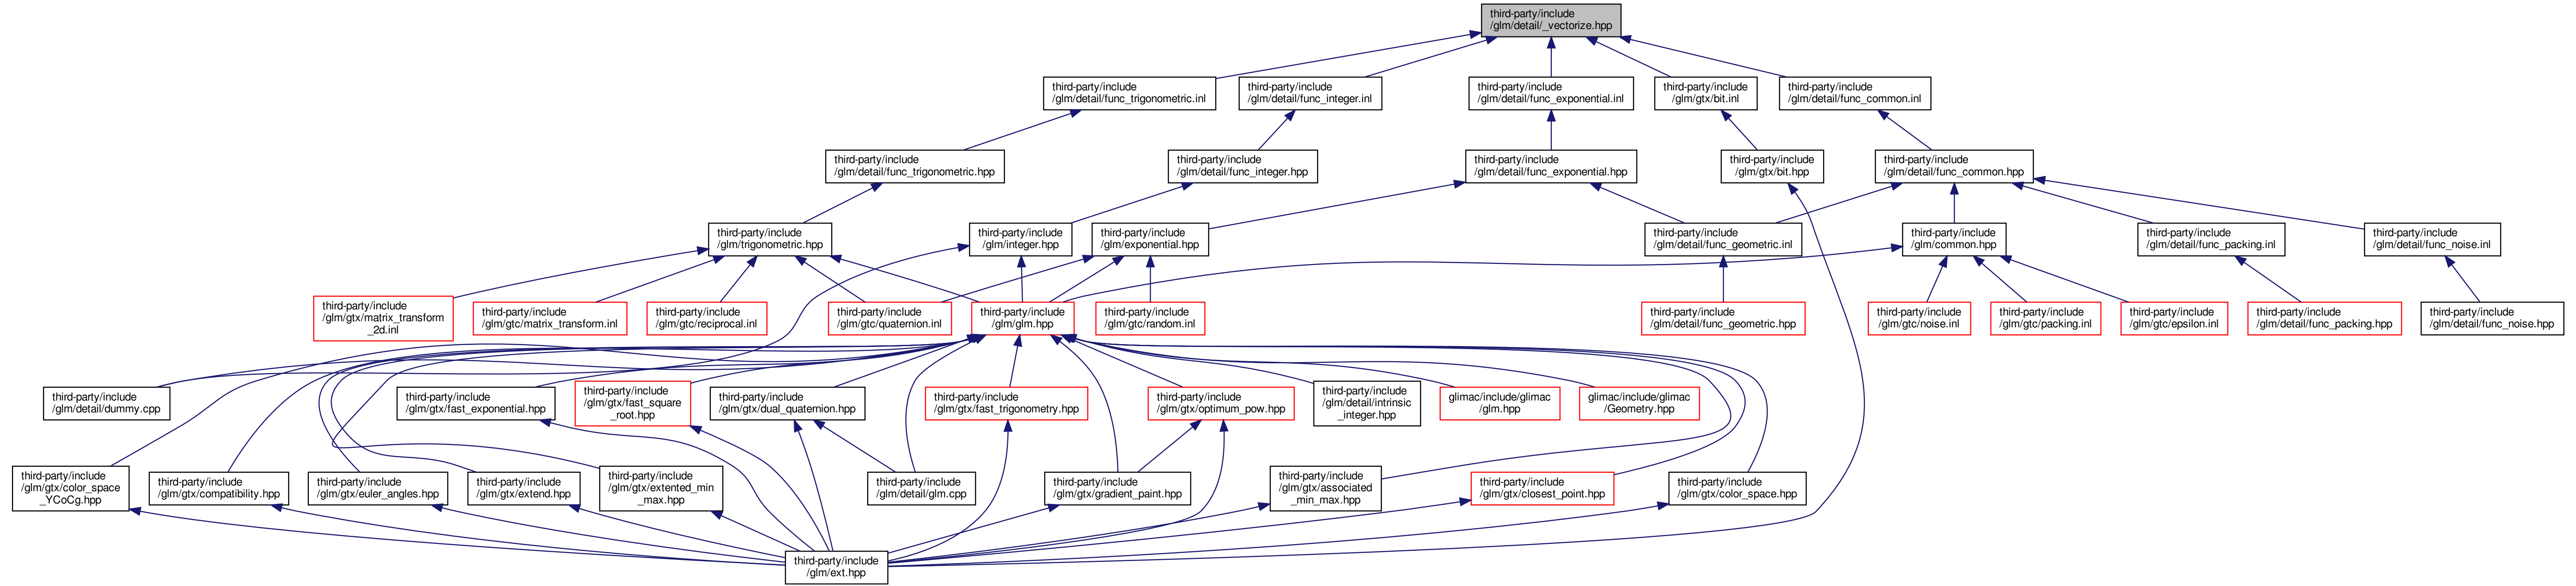 third-party/include
/glm/detail/_vectorize.hpp
third-party/include
/glm/detail/func_trigonometric.inl
third-party/include
/glm/detail/func_integer.inl
third-party/include
/glm/detail/func_exponential.inl
third-party/include
/glm/gtx/bit.inl
third-party/include
/glm/detail/func_common.inl
third-party/include
/glm/detail/func_trigonometric.hpp
third-party/include
/glm/detail/func_integer.hpp
third-party/include
/glm/detail/func_exponential.hpp
third-party/include
/glm/gtx/bit.hpp
third-party/include
/glm/detail/func_common.hpp
third-party/include
/glm/trigonometric.hpp
third-party/include
/glm/integer.hpp
third-party/include
/glm/exponential.hpp
third-party/include
/glm/detail/func_geometric.inl
third-party/include
/glm/common.hpp
third-party/include
/glm/detail/func_packing.inl
third-party/include
/glm/detail/func_noise.inl
third-party/include
/glm/gtx/matrix_transform
_2d.inl
third-party/include
/glm/gtc/matrix_transform.inl
third-party/include
/glm/gtc/reciprocal.inl
third-party/include
/glm/gtc/quaternion.inl
third-party/include
/glm/glm.hpp
third-party/include
/glm/gtc/random.inl
third-party/include
/glm/detail/func_geometric.hpp
third-party/include
/glm/gtc/noise.inl
third-party/include
/glm/gtc/packing.inl
third-party/include
/glm/gtc/epsilon.inl
third-party/include
/glm/detail/func_packing.hpp
third-party/include
/glm/detail/func_noise.hpp
third-party/include
/glm/detail/dummy.cpp
third-party/include
/glm/gtx/fast_exponential.hpp
third-party/include
/glm/gtx/fast_square
_root.hpp
third-party/include
/glm/gtx/dual_quaternion.hpp
third-party/include
/glm/gtx/fast_trigonometry.hpp
third-party/include
/glm/gtx/optimum_pow.hpp
third-party/include
/glm/detail/intrinsic
_integer.hpp
glimac/include/glimac
/glm.hpp
glimac/include/glimac
/Geometry.hpp
third-party/include
/glm/gtx/color_space
_YCoCg.hpp
third-party/include
/glm/gtx/compatibility.hpp
third-party/include
/glm/gtx/euler_angles.hpp
third-party/include
/glm/gtx/extend.hpp
third-party/include
/glm/gtx/extented_min
_max.hpp
third-party/include
/glm/detail/glm.cpp
third-party/include
/glm/gtx/gradient_paint.hpp
third-party/include
/glm/gtx/associated
_min_max.hpp
third-party/include
/glm/gtx/closest_point.hpp
third-party/include
/glm/gtx/color_space.hpp
third-party/include
/glm/ext.hpp